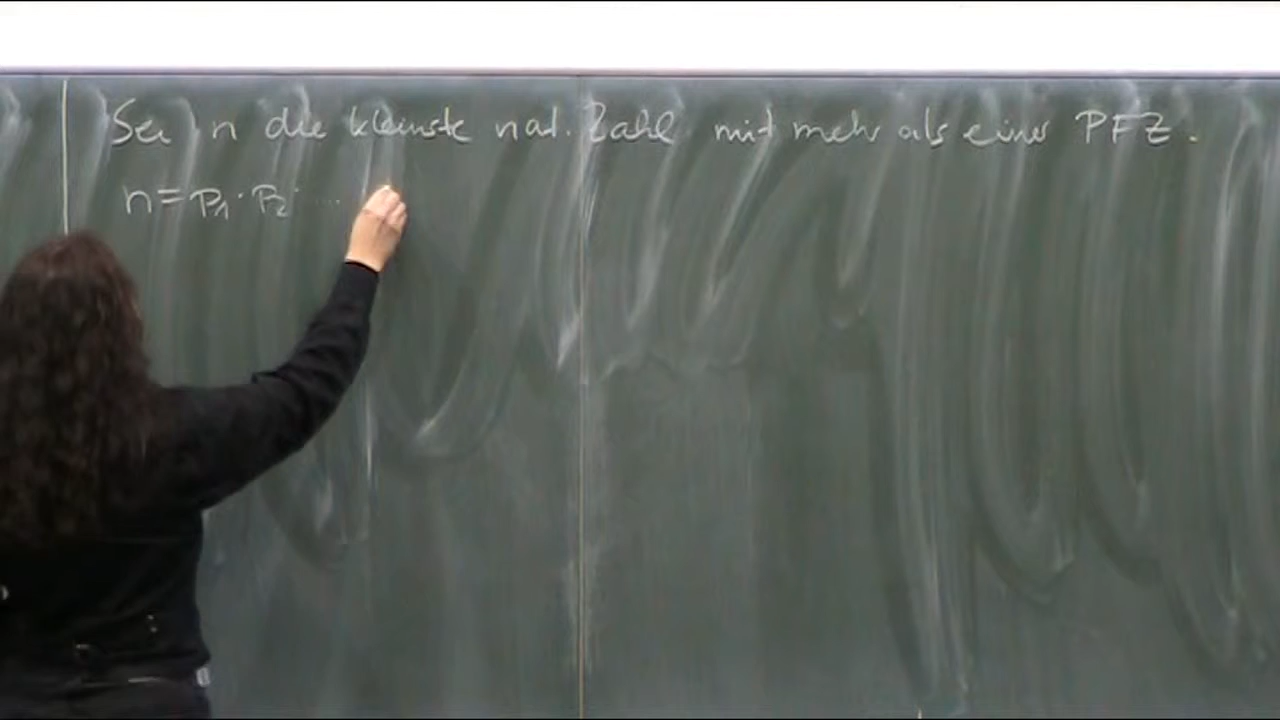 Sei n die kleinste nat. Zahl mit mehr als einer PFZ.
n = p₁ · p₂ · ....